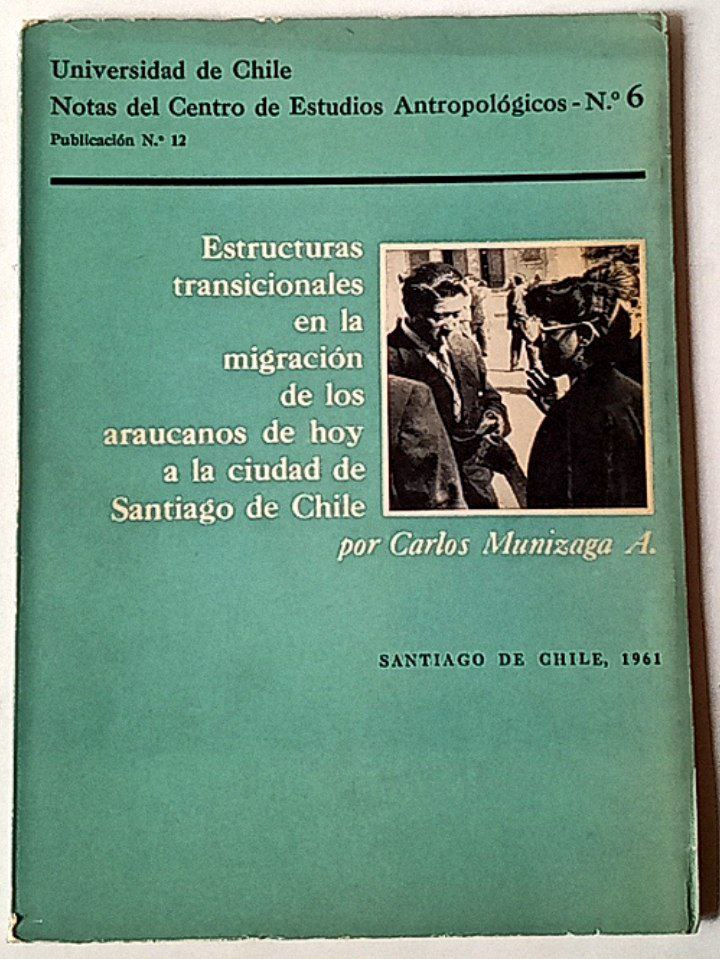 Universidad de Chile
Notas del Centro de Estudios Antropológicos - N.º 6
Publicación N.º 12
Estructuras
transicionales
en la
migración
de los
araucanos de hoy
a la ciudad de
Santiago de Chile
por Carlos Munizaga A.
SANTIAGO DE CHILE, 1961